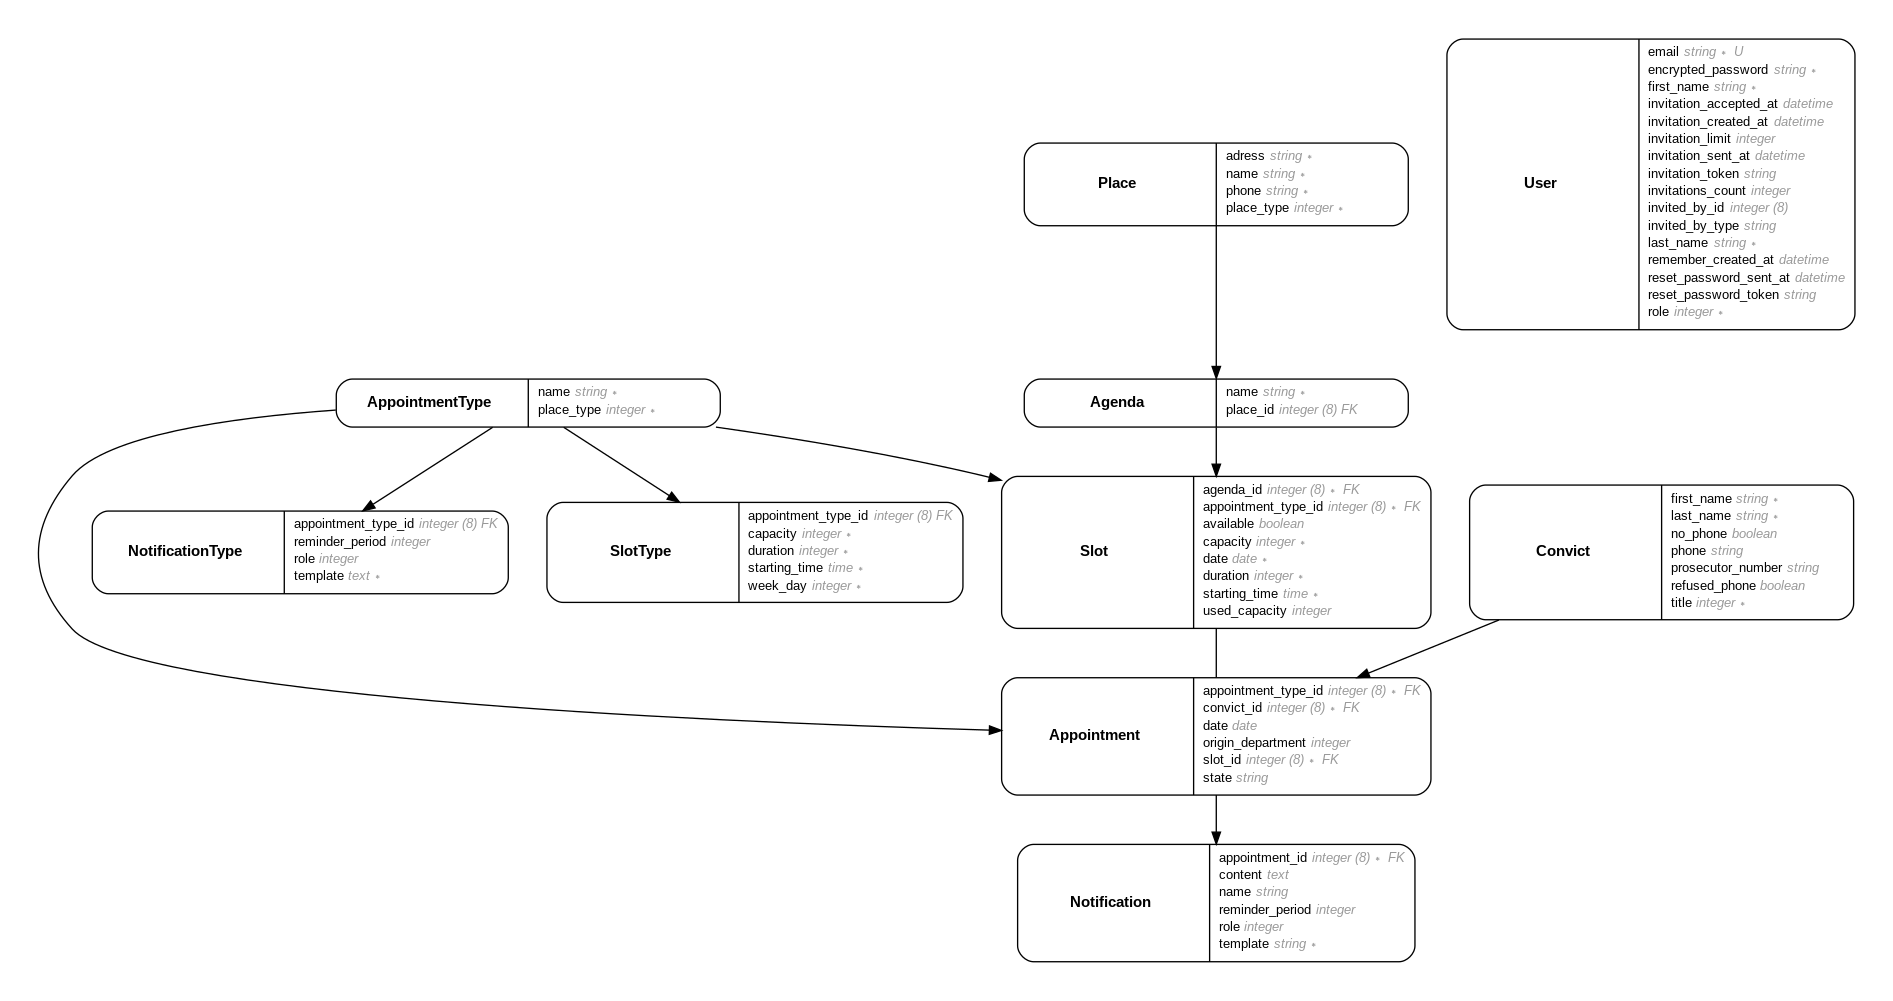 User
email string • U
encrypted_password string •
first_name string •
invitation_accepted_at datetime
invitation_created_at datetime
invitation_limit integer
invitation_sent_at datetime
invitation_token string
invitations_count integer
invited_by_id integer (8)
invited_by_type string
last_name string •
remember_created_at datetime
reset_password_sent_at datetime
reset_password_token string
role integer •
Place
adress string •
name string •
phone string •
place_type integer •
AppointmentType
name string •
place_type integer •
Agenda
name string •
place_id integer (8) FK
NotificationType
appointment_type_id integer (8) FK
reminder_period integer
role integer
template text •
SlotType
appointment_type_id integer (8) FK
capacity integer •
duration integer •
starting_time time •
week_day integer •
Slot
agenda_id integer (8) • FK
appointment_type_id integer (8) • FK
available boolean
capacity integer •
date date •
duration integer •
starting_time time •
used_capacity integer
Convict
first_name string •
last_name string •
no_phone boolean
phone string
prosecutor_number string
refused_phone boolean
title integer •
Appointment
appointment_type_id integer (8) • FK
convict_id integer (8) • FK
date date
origin_department integer
slot_id integer (8) • FK
state string
Notification
appointment_id integer (8) • FK
content text
name string
reminder_period integer
role integer
template string •